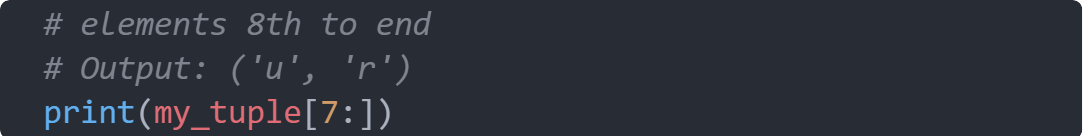 # elements 8th to end
# Output: ('u', 'r')
print(my_tuple[7:])